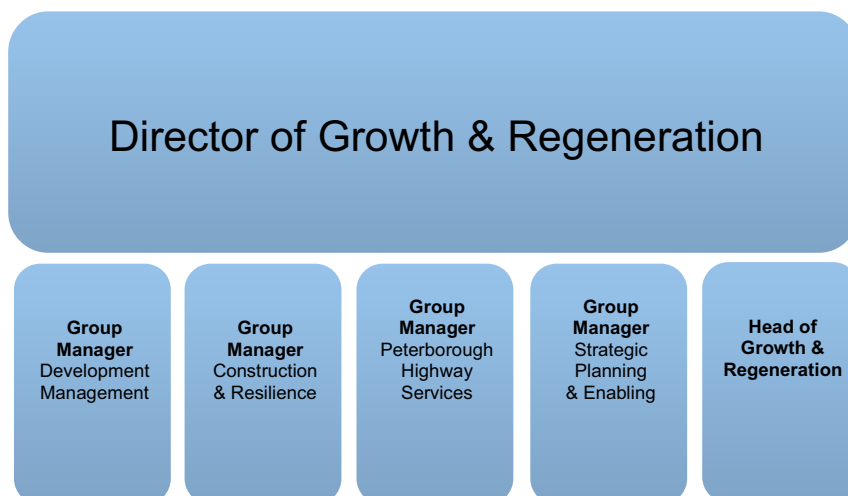 Director of Growth & Regeneration
Group
Manager
Development
Management
Group
Manager
Construction
& Resilience
Group
Manager
Peterborough
Highway
Services
Group
Manager
Strategic
Planning
& Enabling
Head of
Growth &
Regeneration